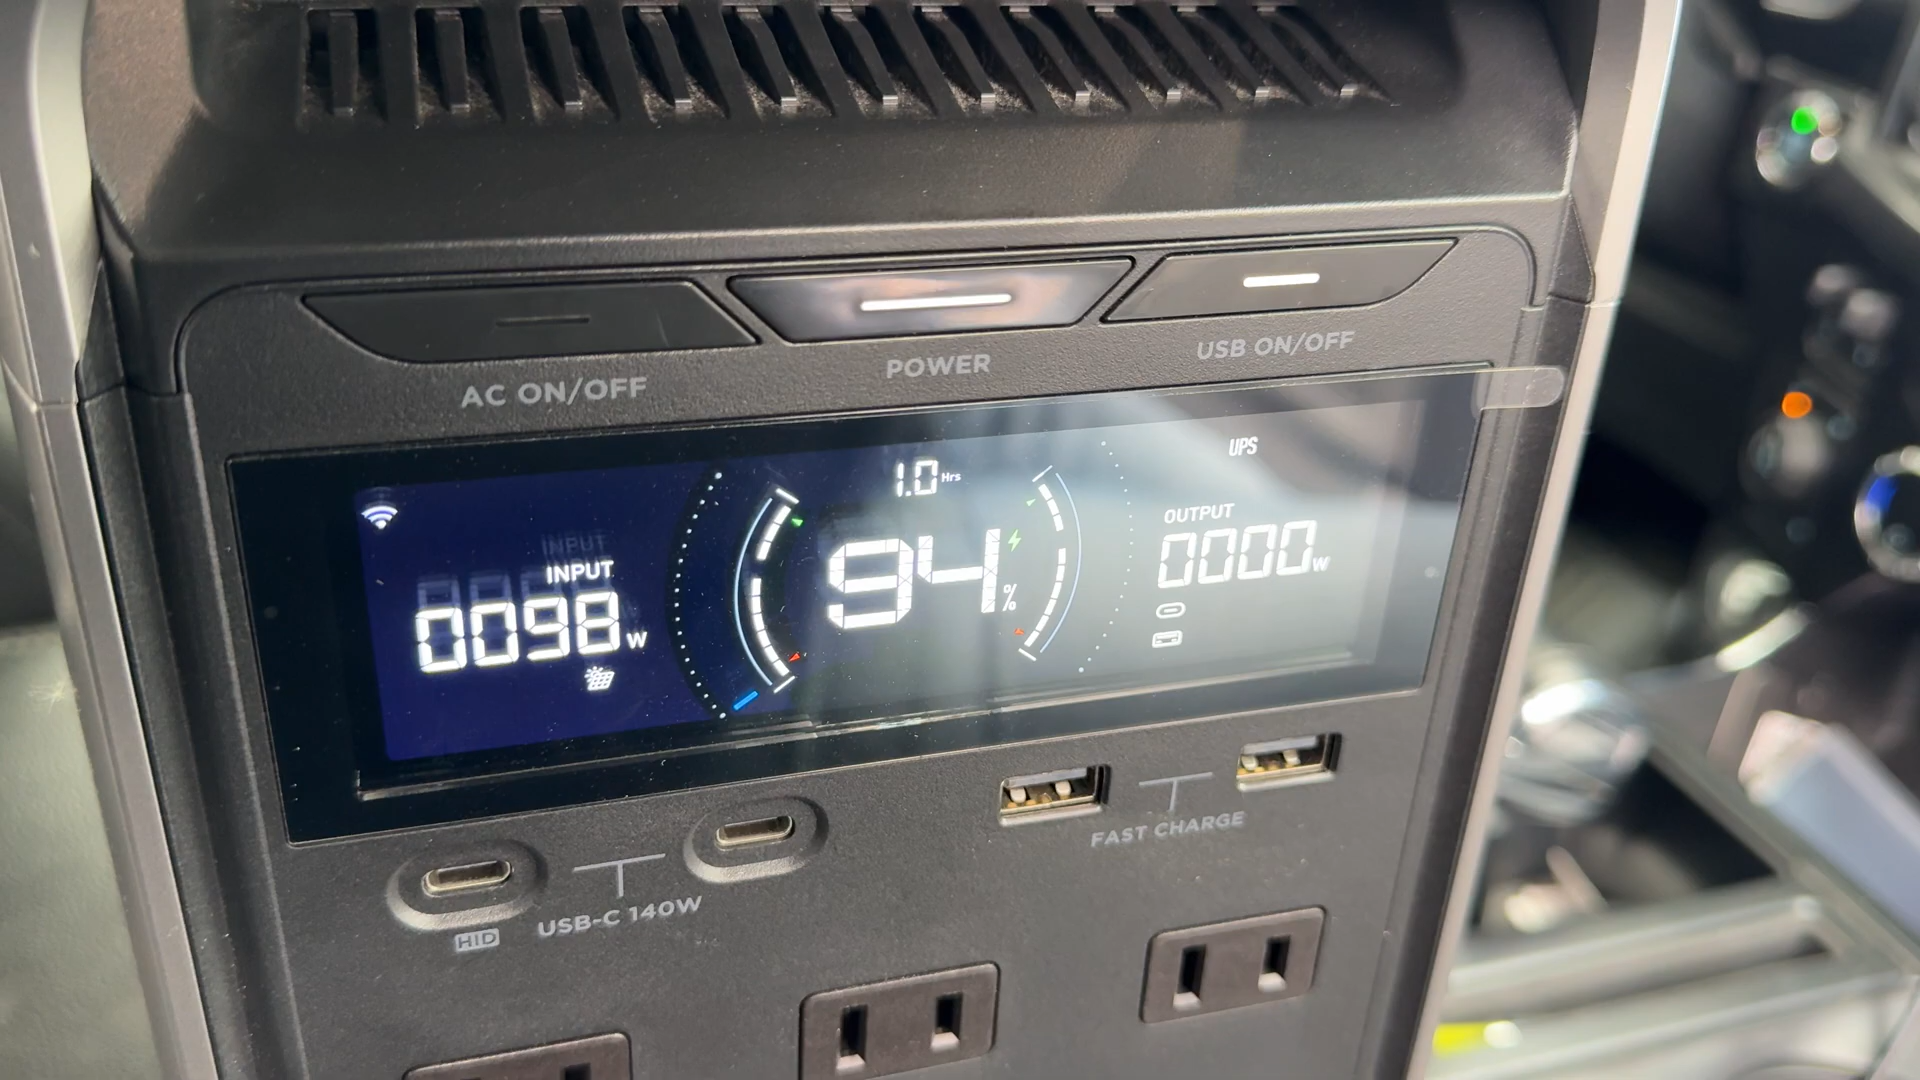 AC ON/OFF
POWER
USB ON/OFF
1.0 Hrs
UPS
INPUT
0098 W
94 %
OUTPUT
0000 W
FAST CHARGE
USB-C 140W
HID